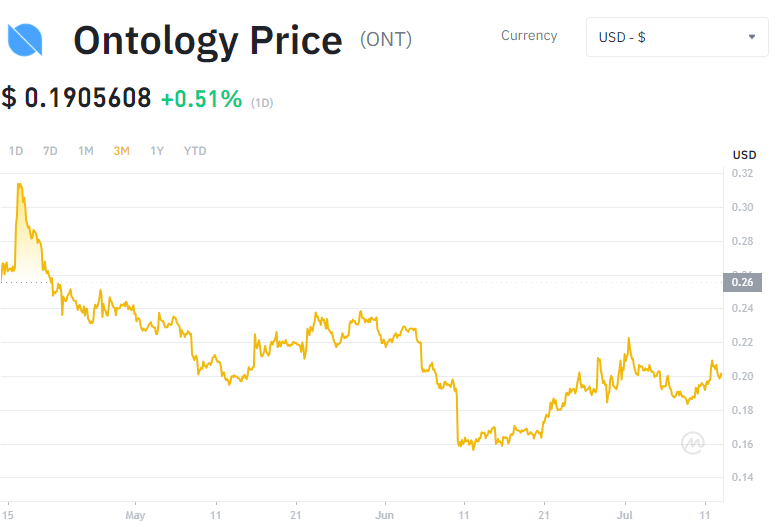 Ontology Price (ONT)
Currency
USD - $
$ 0.1905608 +0.51% (1D)
1D 7D 1M 3M 1Y YTD
USD
0.32
0.30
0.28
0.26
0.26
0.24
0.22
0.20
0.18
0.16
0.14
15 May 11 21 Jun 11 21 Jul 11